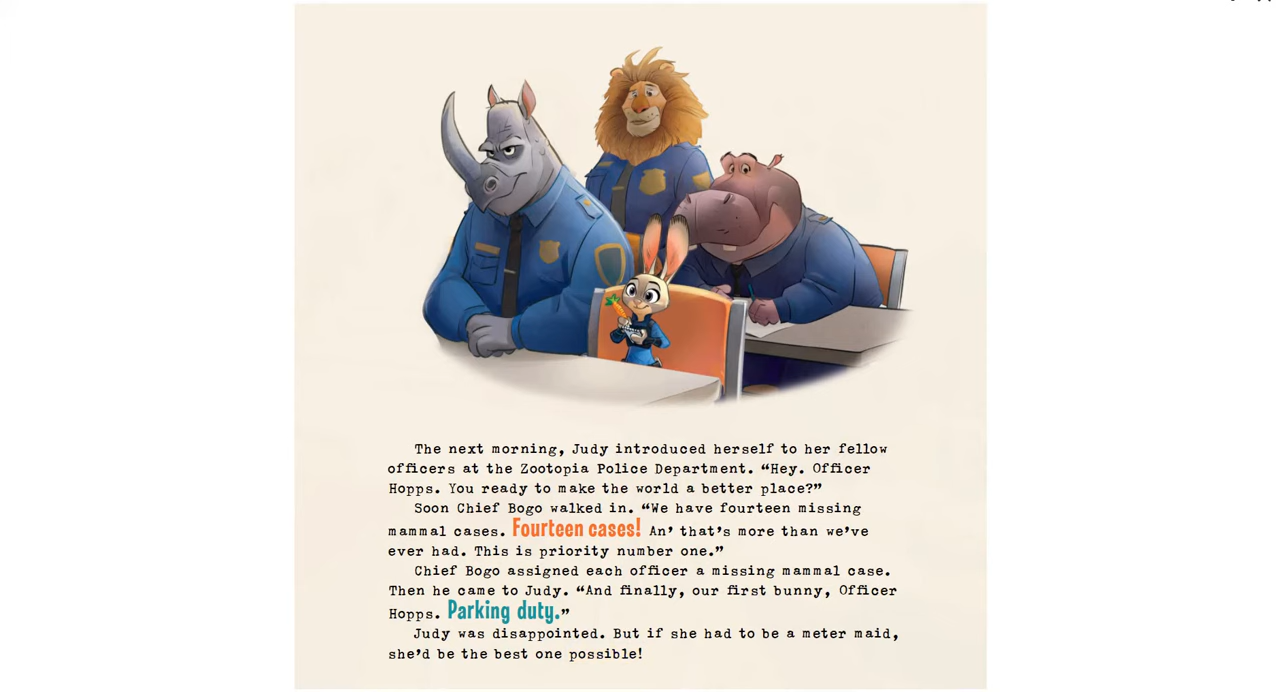 The next morning, Judy introduced herself to her fellow
officers at the Zootopia Police Department. “Hey. Officer
Hopps. You ready to make the world a better place?”
Soon Chief Bogo walked in. “We have fourteen missing
mammal cases. Fourteen cases! An’ that’s more than we’ve
ever had. This is priority number one.”
Chief Bogo assigned each officer a missing mammal case.
Then he came to Judy. “And finally, our first bunny, Officer
Hopps. Parking duty.”
Judy was disappointed. But if she had to be a meter maid,
she’d be the best one possible!